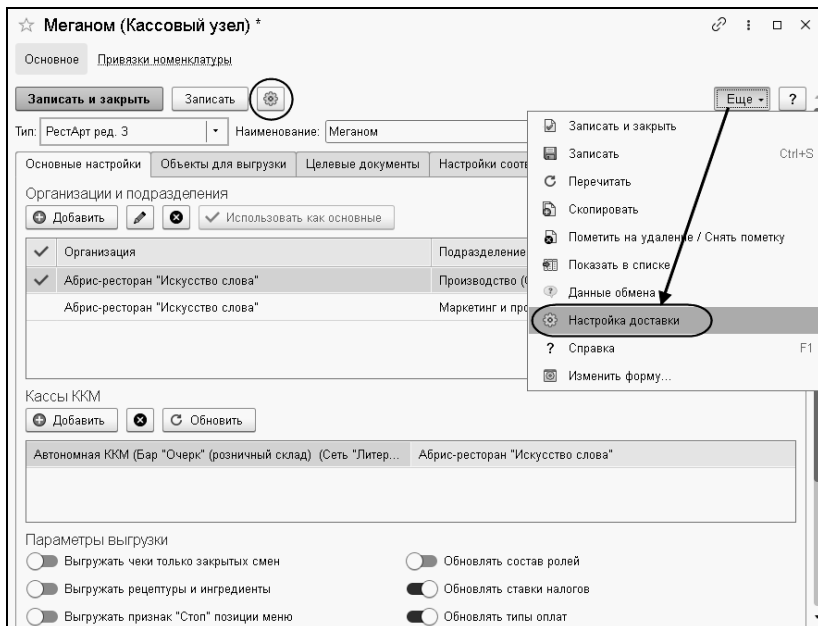 Меганом (Кассовый узел) *
Основное Привязки номенклатуры
Записать и закрыть Записать Еще ?
Тип: РестАрт ред. 3 Наименование: Меганом
Основные настройки Объекты для выгрузки Целевые документы Настройки соотв
Организации и подразделения
Добавить Использовать как основные
Организация Подразделение
Абрис-ресторан "Искусство слова" Производство (
Абрис-ресторан "Искусство слова" Маркетинг и про
Записать и закрыть
Записать Ctrl+S
Перечитать
Скопировать
Пометить на удаление / Снять пометку
Показать в списке
Данные обмена
Настройка доставки
? Справка F1
Изменить форму...
Кассы ККМ
Добавить Обновить
Автономная ККМ (Бар "Очерк" (розничный склад) (Сеть "Литер... Абрис-ресторан "Искусство слова"
Параметры выгрузки
Выгружать чеки только закрытых смен Обновлять состав ролей
Выгружать рецептуры и ингредиенты Обновлять ставки налогов
Выгружать признак "Стоп" позиции меню Обновлять типы оплат